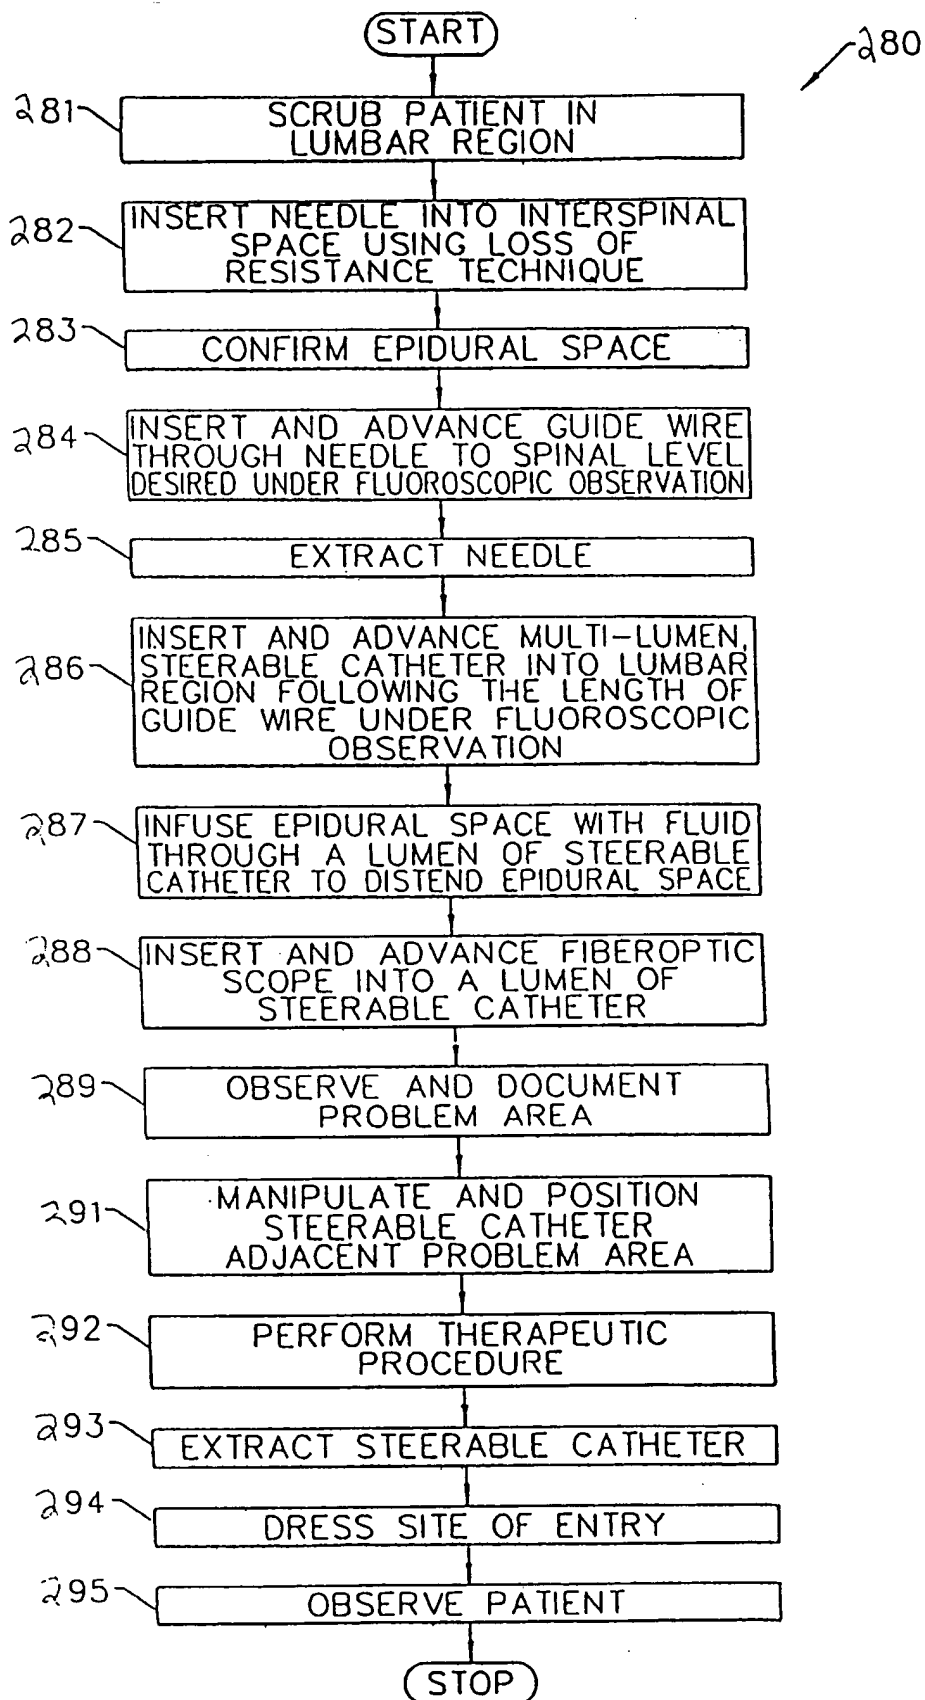 START
280
281
SCRUB PATIENT IN
LUMBAR REGION
282
INSERT NEEDLE INTO INTERSPINAL
SPACE USING LOSS OF
RESISTANCE TECHNIQUE
283
CONFIRM EPIDURAL SPACE
284
INSERT AND ADVANCE GUIDE WIRE
THROUGH NEEDLE TO SPINAL LEVEL
DESIRED UNDER FLUOROSCOPIC OBSERVATION
285
EXTRACT NEEDLE
286
INSERT AND ADVANCE MULTI-LUMEN,
STEERABLE CATHETER INTO LUMBAR
REGION FOLLOWING THE LENGTH OF
GUIDE WIRE UNDER FLUOROSCOPIC
OBSERVATION
287
INFUSE EPIDURAL SPACE WITH FLUID
THROUGH A LUMEN OF STEERABLE
CATHETER TO DISTEND EPIDURAL SPACE
288
INSERT AND ADVANCE FIBEROPTIC
SCOPE INTO A LUMEN OF
STEERABLE CATHETER
289
OBSERVE AND DOCUMENT
PROBLEM AREA
291
MANIPULATE AND POSITION
STEERABLE CATHETER
ADJACENT PROBLEM AREA
292
PERFORM THERAPEUTIC
PROCEDURE
293
EXTRACT STEERABLE CATHETER
294
DRESS SITE OF ENTRY
295
OBSERVE PATIENT
STOP